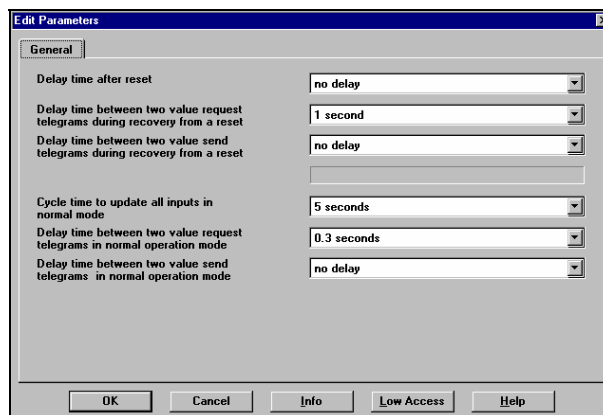 Edit Parameters
General
Delay time after reset
no delay
Delay time between two value request
telegrams during recovery from a reset
1 second
Delay time between two value send
telegrams during recovery from a reset
no delay
Cycle time to update all inputs in
normal mode
5 seconds
Delay time between two value request
telegrams in normal operation mode
0.3 seconds
Delay time between two value send
telegrams in normal operation mode
no delay
OK
Cancel
Info
Low Access
Help